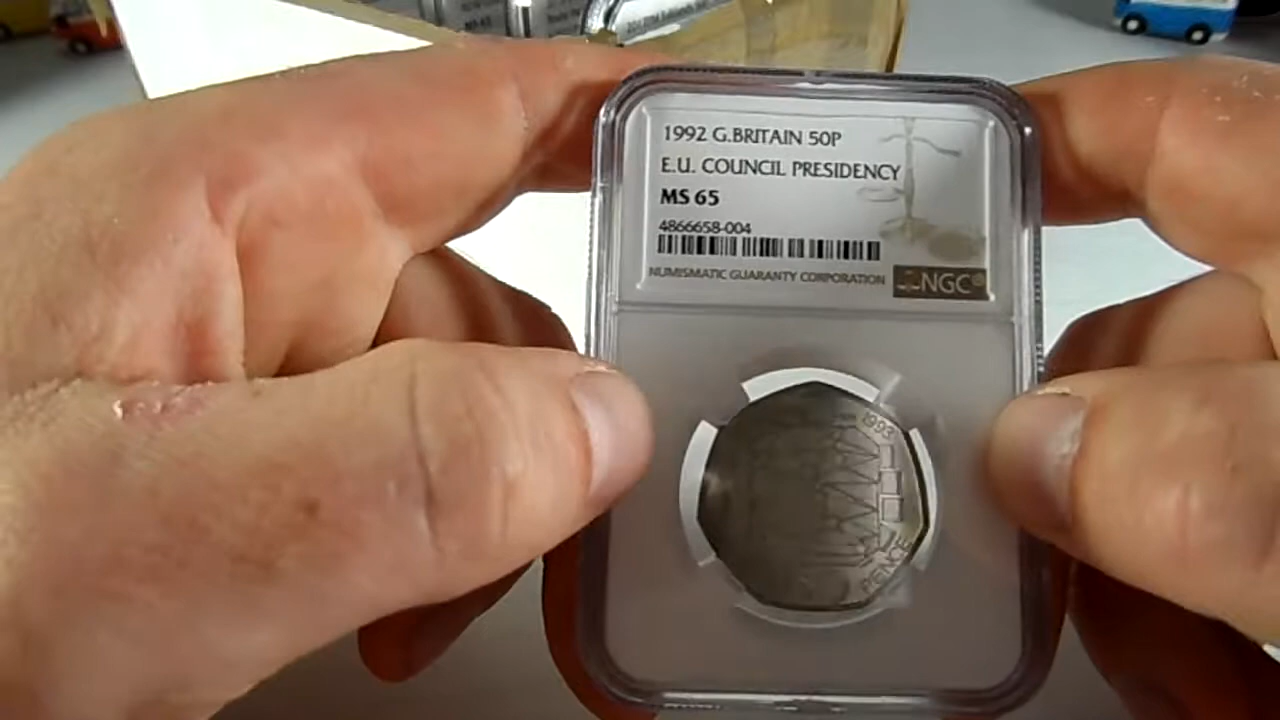 1992 G.BRITAIN 50P
E.U. COUNCIL PRESIDENCY
MS 65
4866658-004
NUMISMATIC GUARANTY CORPORATION
NGC®
1993
PENCE